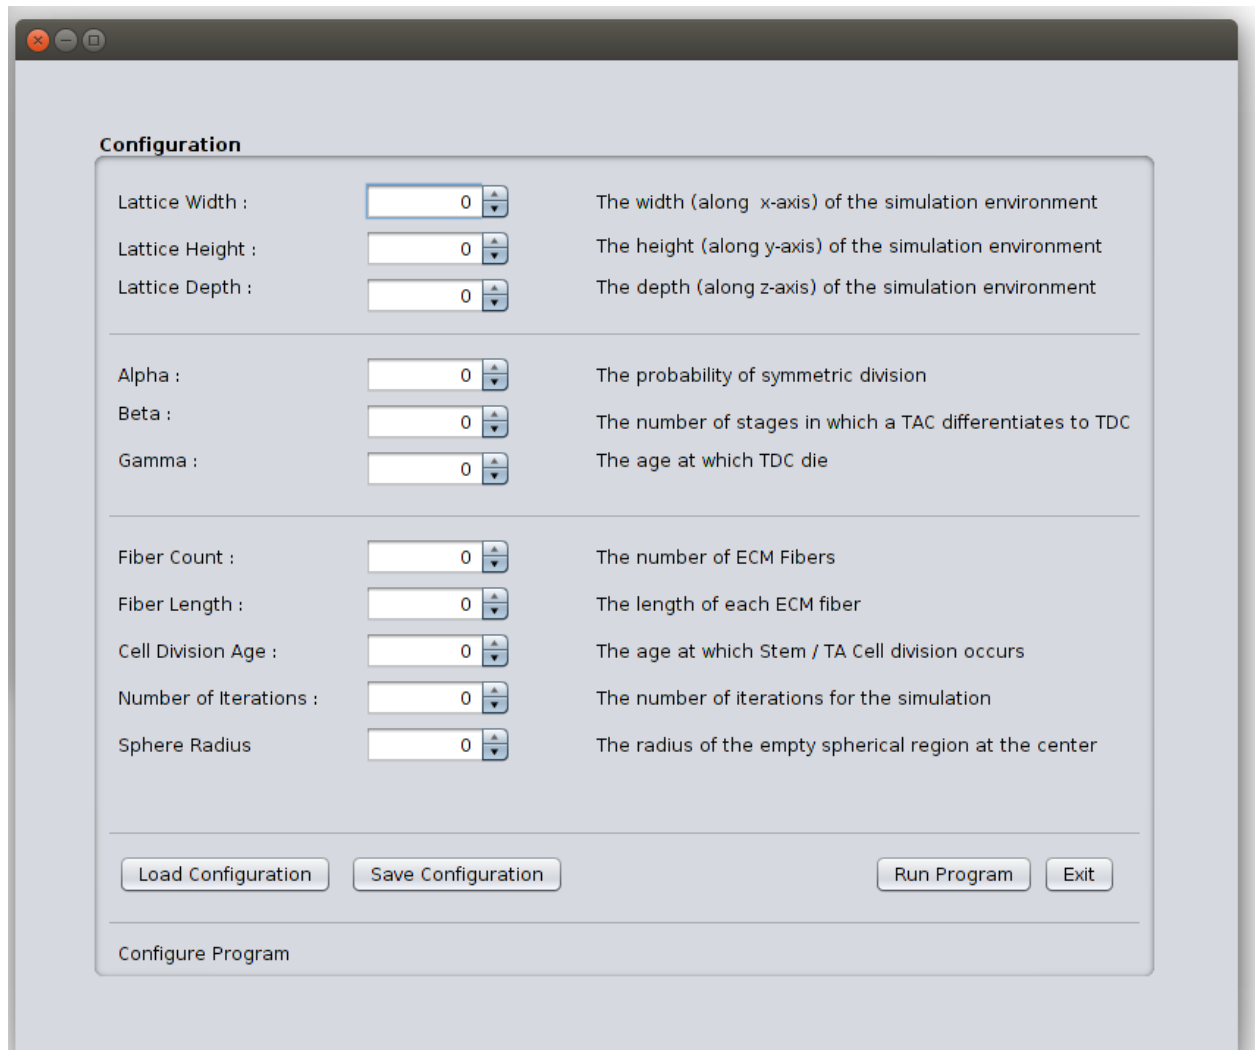 Configuration
Lattice Width : 0 The width (along x-axis) of the simulation environment
Lattice Height : 0 The height (along y-axis) of the simulation environment
Lattice Depth : 0 The depth (along z-axis) of the simulation environment
Alpha : 0 The probability of symmetric division
Beta : 0 The number of stages in which a TAC differentiates to TDC
Gamma : 0 The age at which TDC die
Fiber Count : 0 The number of ECM Fibers
Fiber Length : 0 The length of each ECM fiber
Cell Division Age : 0 The age at which Stem / TA Cell division occurs
Number of Iterations : 0 The number of iterations for the simulation
Sphere Radius 0 The radius of the empty spherical region at the center
Load Configuration Save Configuration Run Program Exit
Configure Program